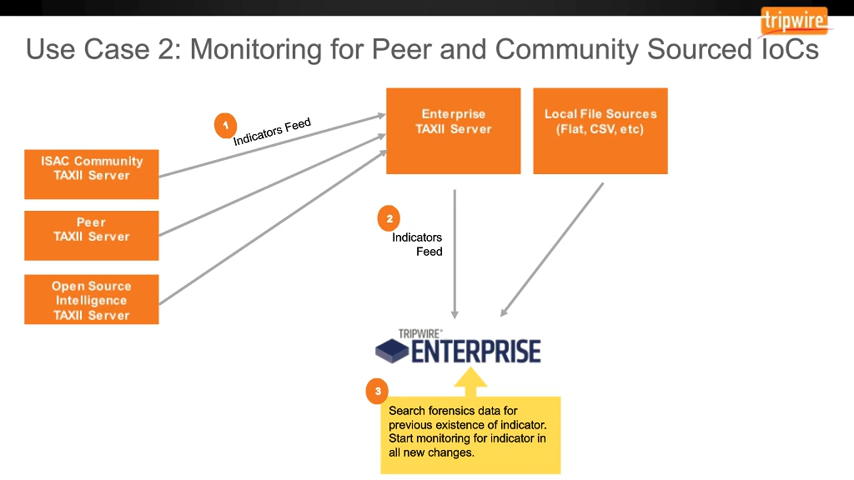 tripwire
Use Case 2: Monitoring for Peer and Community Sourced IoCs
1
Indicators Feed
Enterprise
TAXII Server
Local File Sources
(Flat, CSV, etc)
ISAC Community
TAXII Server
Peer
TAXII Server
Open Source
Intelligence
TAXII Server
2
Indicators
Feed
TRIPWIRE
ENTERPRISE
3
Search forensics data for
previous existence of indicator.
Start monitoring for indicator in
all new changes.